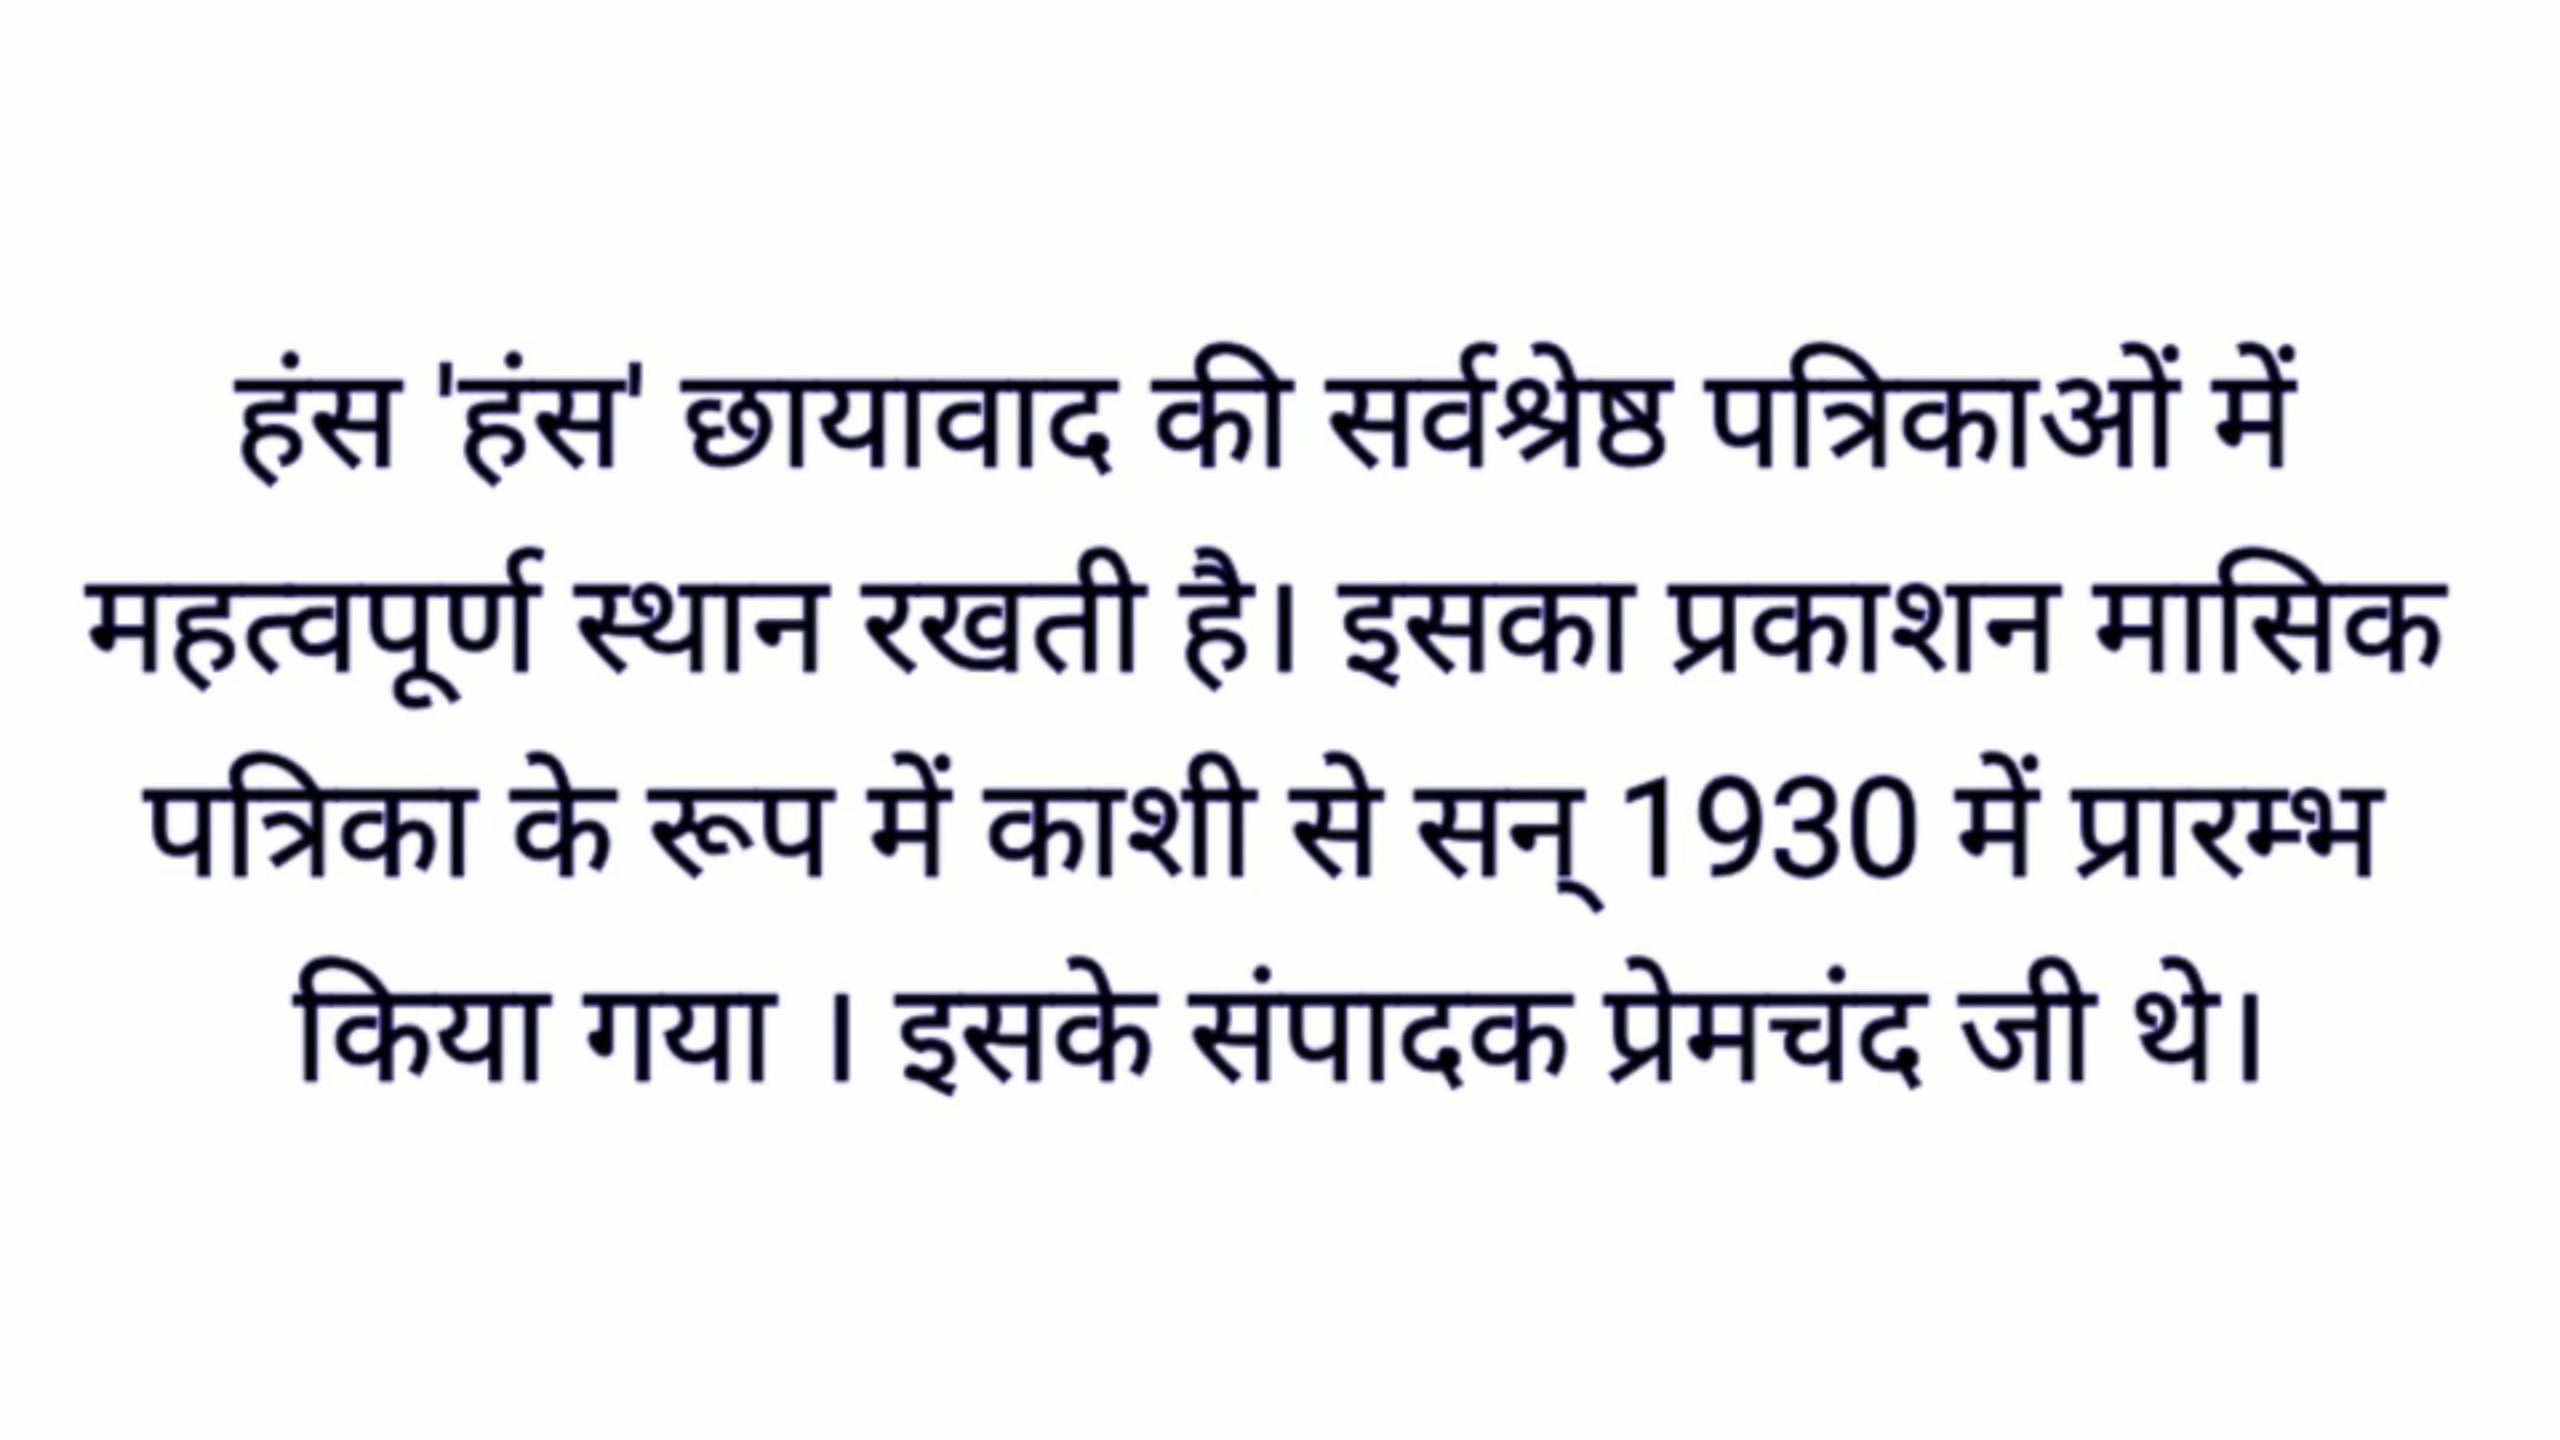 हंस 'हंस' छायावाद की सर्वश्रेष्ठ पत्रिकाओं में
महत्वपूर्ण स्थान रखती है। इसका प्रकाशन मासिक
पत्रिका के रूप में काशी से सन् 1930 में प्रारम्भ
किया गया । इसके संपादक प्रेमचंद जी थे।